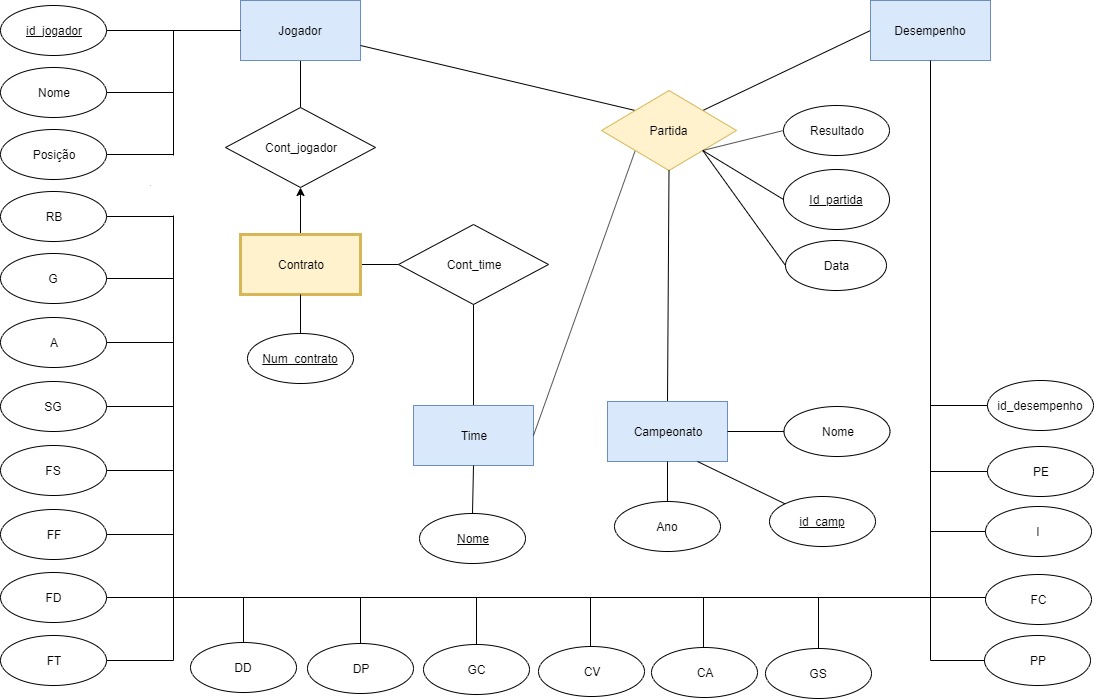 id_jogador
Jogador
Desempenho
Nome
Partida
Resultado
Posição
Cont_jogador
Id_partida
RB
G
Contrato
Cont_time
Data
A
Num_contrato
SG
id_desempenho
Time
Campeonato
Nome
FS
PE
FF
Nome
Ano
id_camp
I
FD
FC
FT
DD
DP
GC
CV
CA
GS
PP